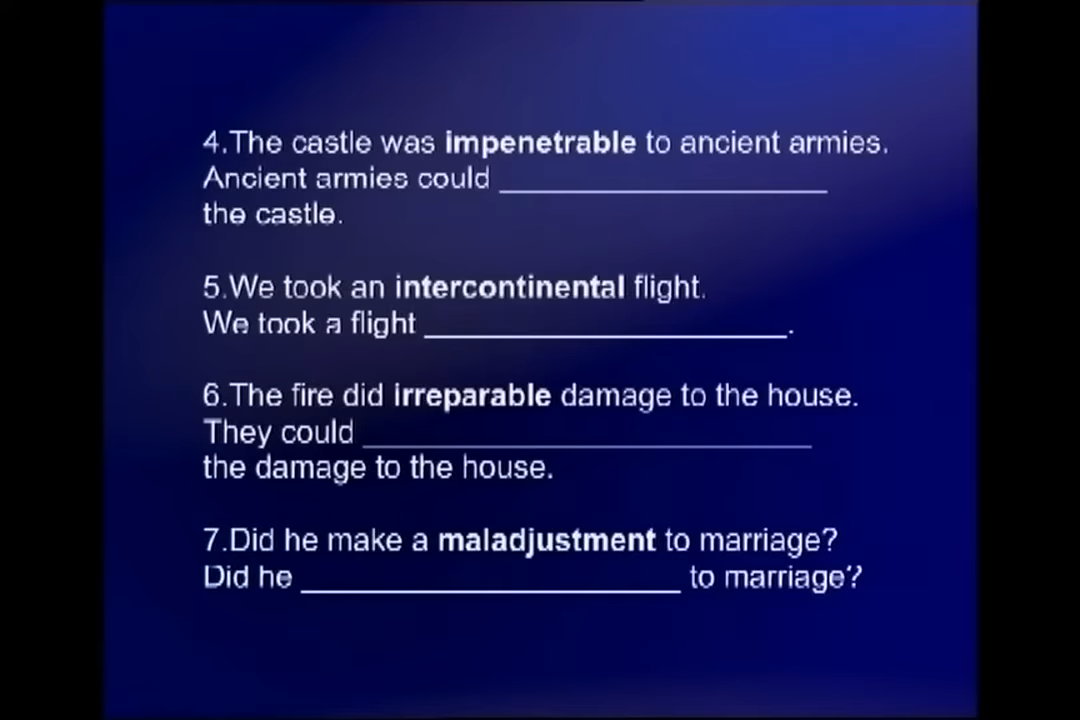 4.The castle was impenetrable to ancient armies.
Ancient armies could ____________________
the castle.
5.We took an intercontinental flight.
We took a flight ______________________.
6.The fire did irreparable damage to the house.
They could ___________________________
the damage to the house.
7.Did he make a maladjustment to marriage?
Did he _______________________ to marriage?